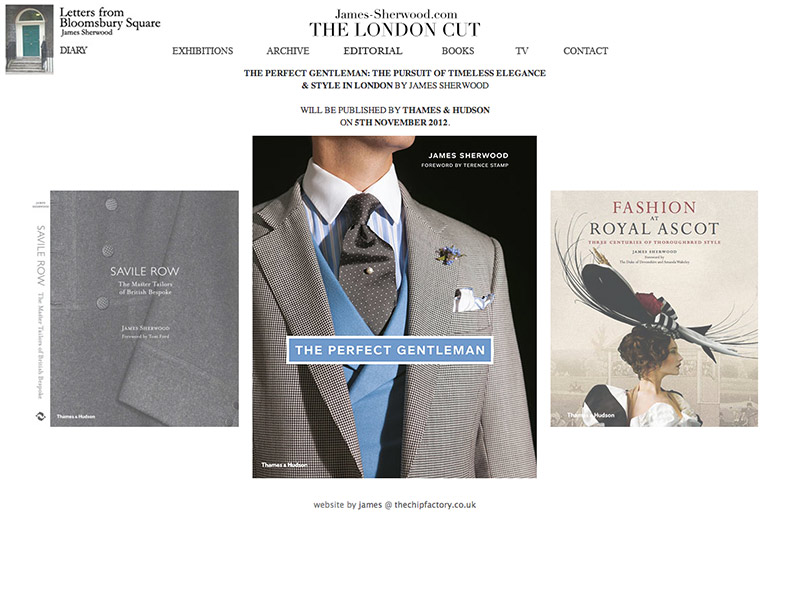 Letters from
Bloomsbury Square
James Sherwood
James-Sherwood.com
THE LONDON CUT
DIARY
EXHIBITIONS
ARCHIVE
EDITORIAL
BOOKS
TV
CONTACT
THE PERFECT GENTLEMAN: THE PURSUIT OF TIMELESS ELEGANCE
& STYLE IN LONDON BY JAMES SHERWOOD
WILL BE PUBLISHED BY THAMES & HUDSON
ON 5TH NOVEMBER 2012.
JAMES SHERWOOD
SAVILE ROW
The Master Tailors of British Bespoke
SAVILE ROW
The Master Tailors
of British Bespoke
JAMES SHERWOOD
Foreword by Tom Ford
Thames & Hudson
JAMES SHERWOOD
FOREWORD BY TERENCE STAMP
THE PERFECT GENTLEMAN
Thames & Hudson
FASHION
AT
ROYAL ASCOT
THREE CENTURIES OF THOROUGHBRED STYLE
JAMES SHERWOOD
Foreword by
The Duke of Devonshire and Amanda Wakeley
Thames & Hudson
website by james @ thechipfactory.co.uk